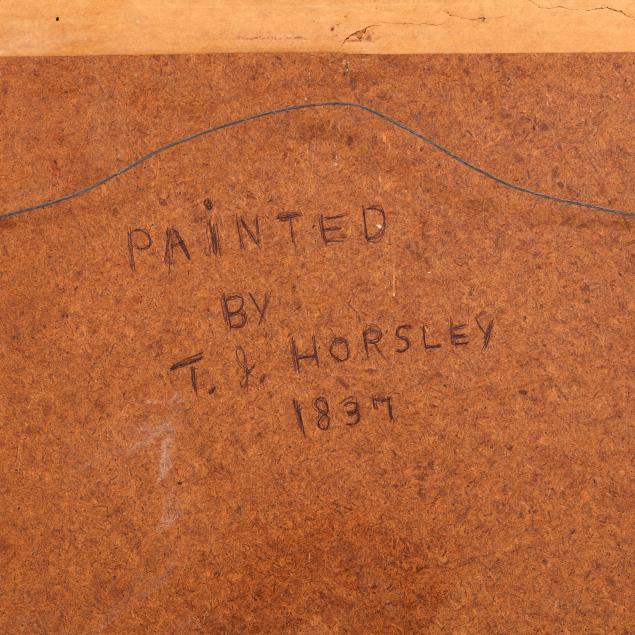 PAiNTED
BY
T. J. HORSLEY
1837